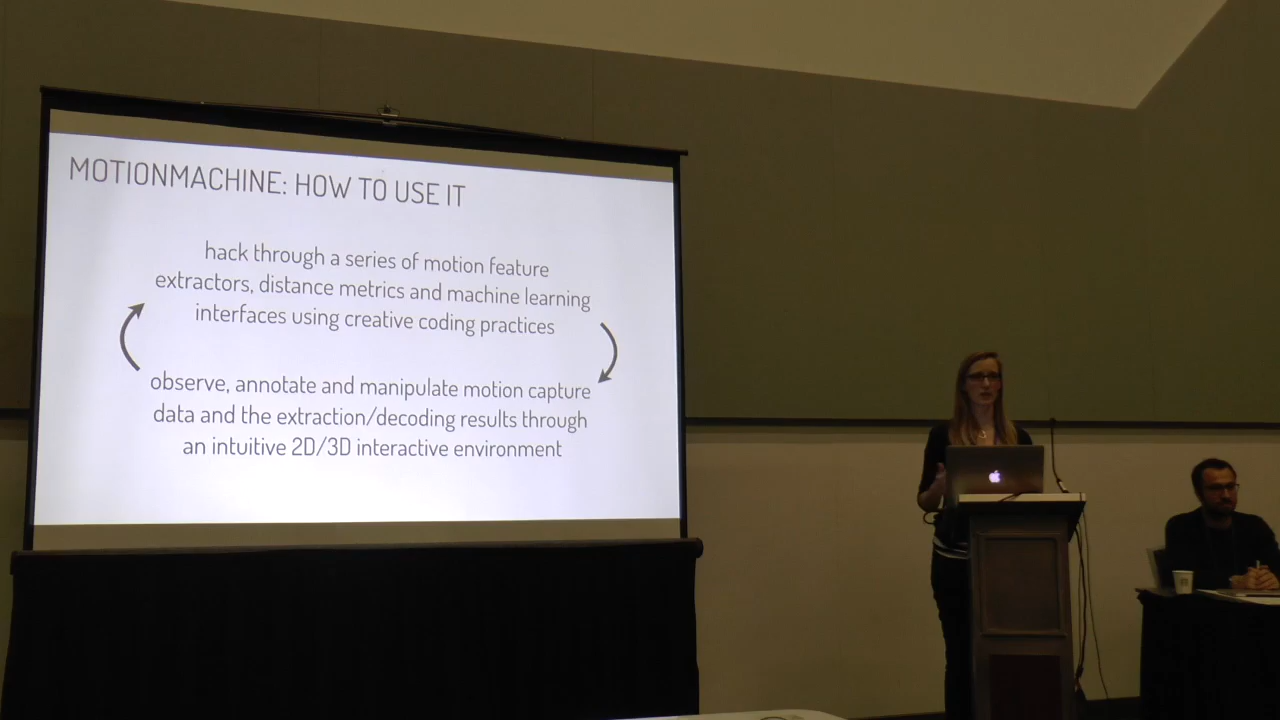 MOTIONMACHINE: HOW TO USE IT
hack through a series of motion feature
extractors, distance metrics and machine learning
interfaces using creative coding practices
observe, annotate and manipulate motion capture
data and the extraction/decoding results through
an intuitive 2D/3D interactive environment